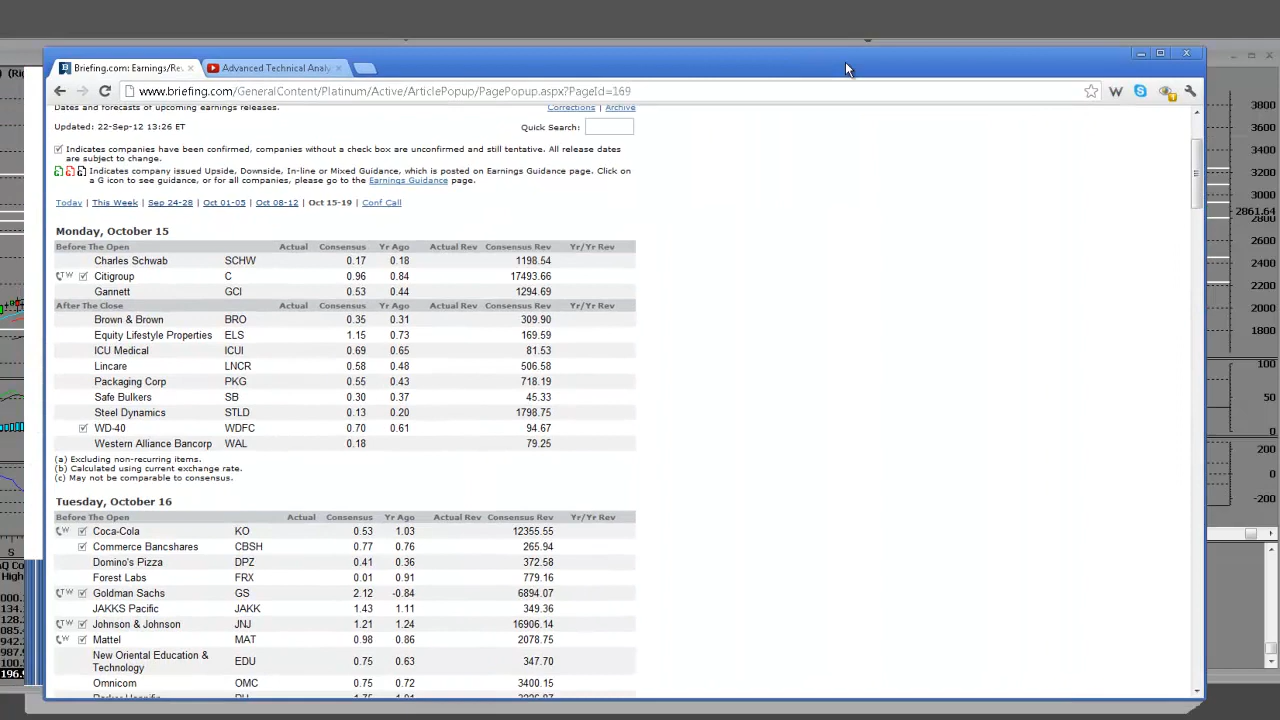 Briefing.com: Earnings/Re
Advanced Technical Analy
www.briefing.com/GeneralContent/Platinum/Active/ArticlePopup/PagePopup.aspx?PageId=169
Dates and forecasts of upcoming earnings releases. Corrections | Archive
Updated: 22-Sep-12 13:26 ET Quick Search:
Indicates companies have been confirmed, companies without a check box are unconfirmed and still tentative. All release dates
are subject to change.
Indicates company issued Upside, Downside, In-line or Mixed Guidance, which is posted on Earnings Guidance page. Click on
a G icon to see guidance, or for all companies, please go to the Earnings Guidance page.
Today | This Week | Sep 24-28 | Oct 01-05 | Oct 08-12 | Oct 15-19 | Conf Call
Monday, October 15
Before The Open Actual Consensus Yr Ago Actual Rev Consensus Rev Yr/Yr Rev
Charles Schwab SCHW 0.17 0.18 1198.54
Citigroup C 0.96 0.84 17493.66
Gannett GCI 0.53 0.44 1294.69
After The Close Actual Consensus Yr Ago Actual Rev Consensus Rev Yr/Yr Rev
Brown & Brown BRO 0.35 0.31 309.90
Equity Lifestyle Properties ELS 1.15 0.73 169.59
ICU Medical ICUI 0.69 0.65 81.53
Lincare LNCR 0.58 0.48 506.58
Packaging Corp PKG 0.55 0.43 718.19
Safe Bulkers SB 0.30 0.37 45.33
Steel Dynamics STLD 0.13 0.20 1798.75
WD-40 WDFC 0.70 0.61 94.67
Western Alliance Bancorp WAL 0.18 79.25
(a) Excluding non-recurring items.
(b) Calculated using current exchange rate.
(c) May not be comparable to consensus.
Tuesday, October 16
Before The Open Actual Consensus Yr Ago Actual Rev Consensus Rev Yr/Yr Rev
Coca-Cola KO 0.53 1.03 12355.55
Commerce Bancshares CBSH 0.77 0.76 265.94
Domino's Pizza DPZ 0.41 0.36 372.58
Forest Labs FRX 0.01 0.91 779.16
Goldman Sachs GS 2.12 -0.84 6894.07
JAKKS Pacific JAKK 1.43 1.11 349.36
Johnson & Johnson JNJ 1.21 1.24 16906.14
Mattel MAT 0.98 0.86 2078.75
New Oriental Education &
Technology EDU 0.75 0.63 347.70
Omnicom OMC 0.75 0.72 3400.15
3800
3600
3400
3200
3000
2861.64
2600
2400
2200
2000
1800
100
50
0
200
0
-200